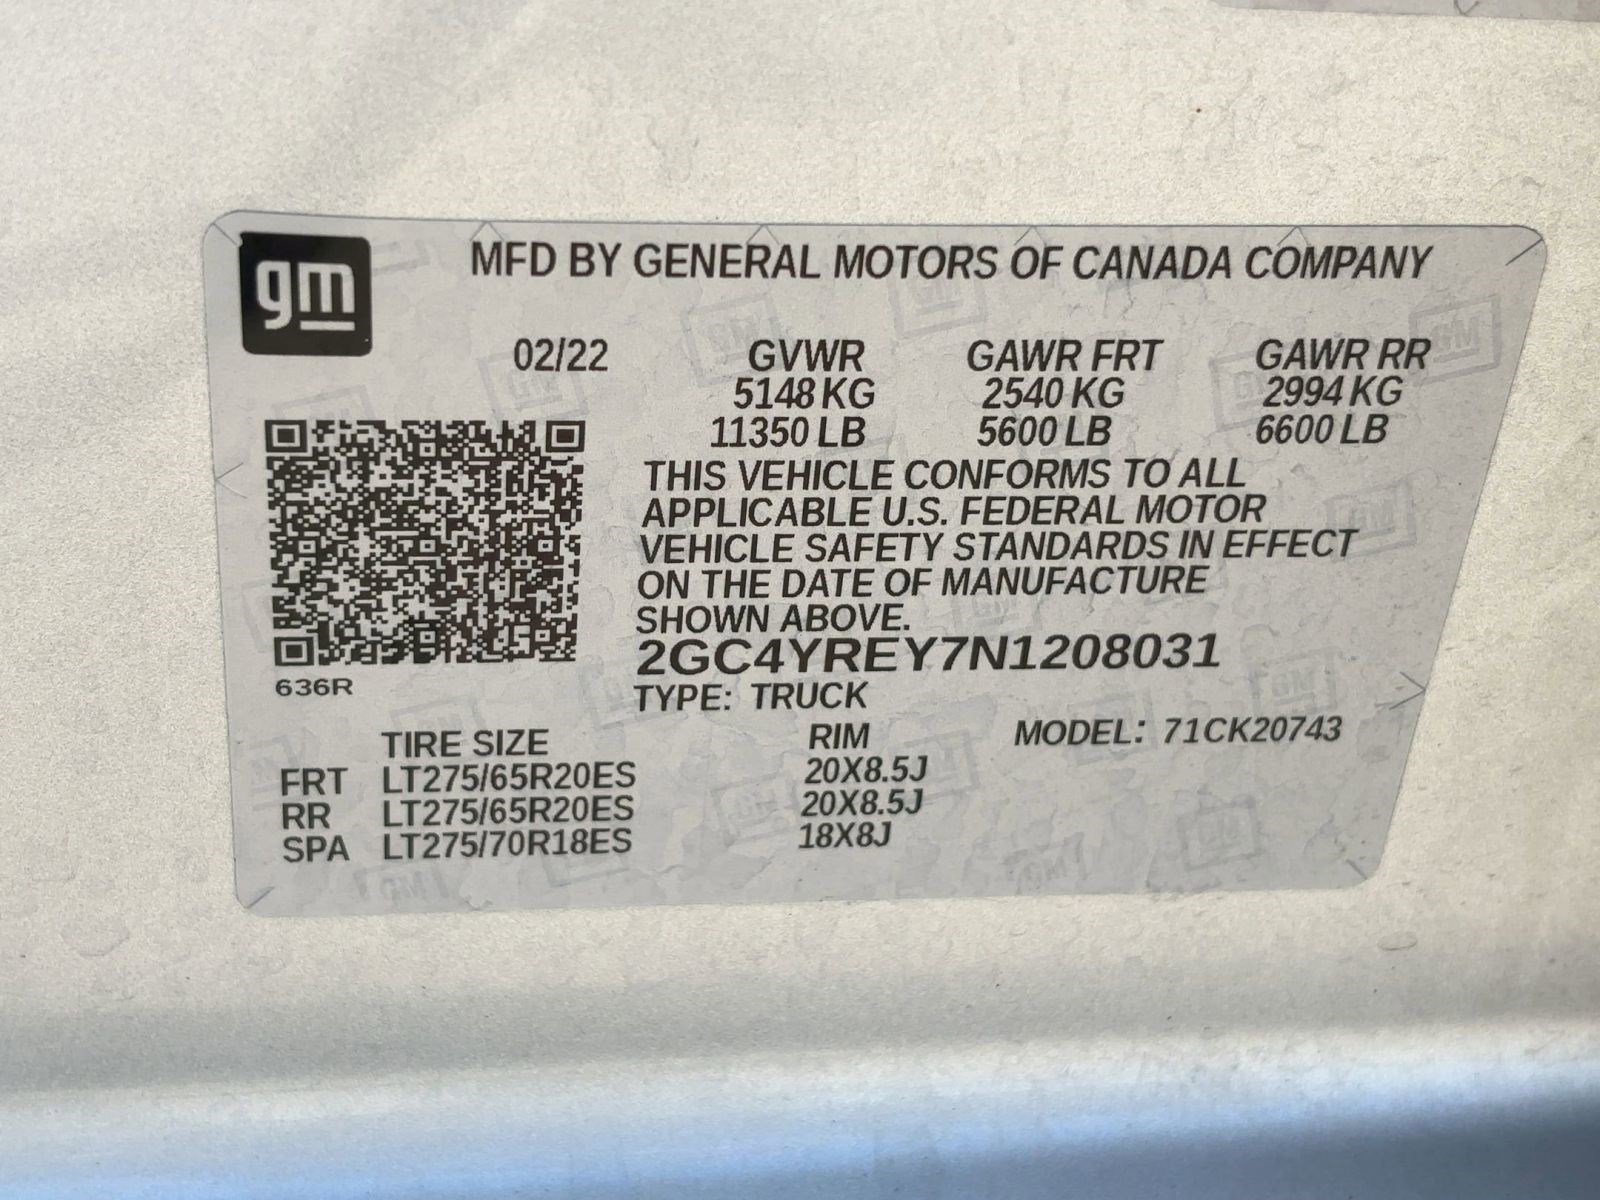 gm
MFD BY GENERAL MOTORS OF CANADA COMPANY
02/22 GVWR GAWR FRT GAWR RR
5148 KG 2540 KG 2994 KG
11350 LB 5600 LB 6600 LB
THIS VEHICLE CONFORMS TO ALL
APPLICABLE U.S. FEDERAL MOTOR
VEHICLE SAFETY STANDARDS IN EFFECT
ON THE DATE OF MANUFACTURE
SHOWN ABOVE.
2GC4YREY7N1208031
636R
TYPE: TRUCK
TIRE SIZE RIM MODEL: 71CK20743
FRT LT275/65R20ES 20X8.5J
RR LT275/65R20ES 20X8.5J
SPA LT275/70R18ES 18X8J